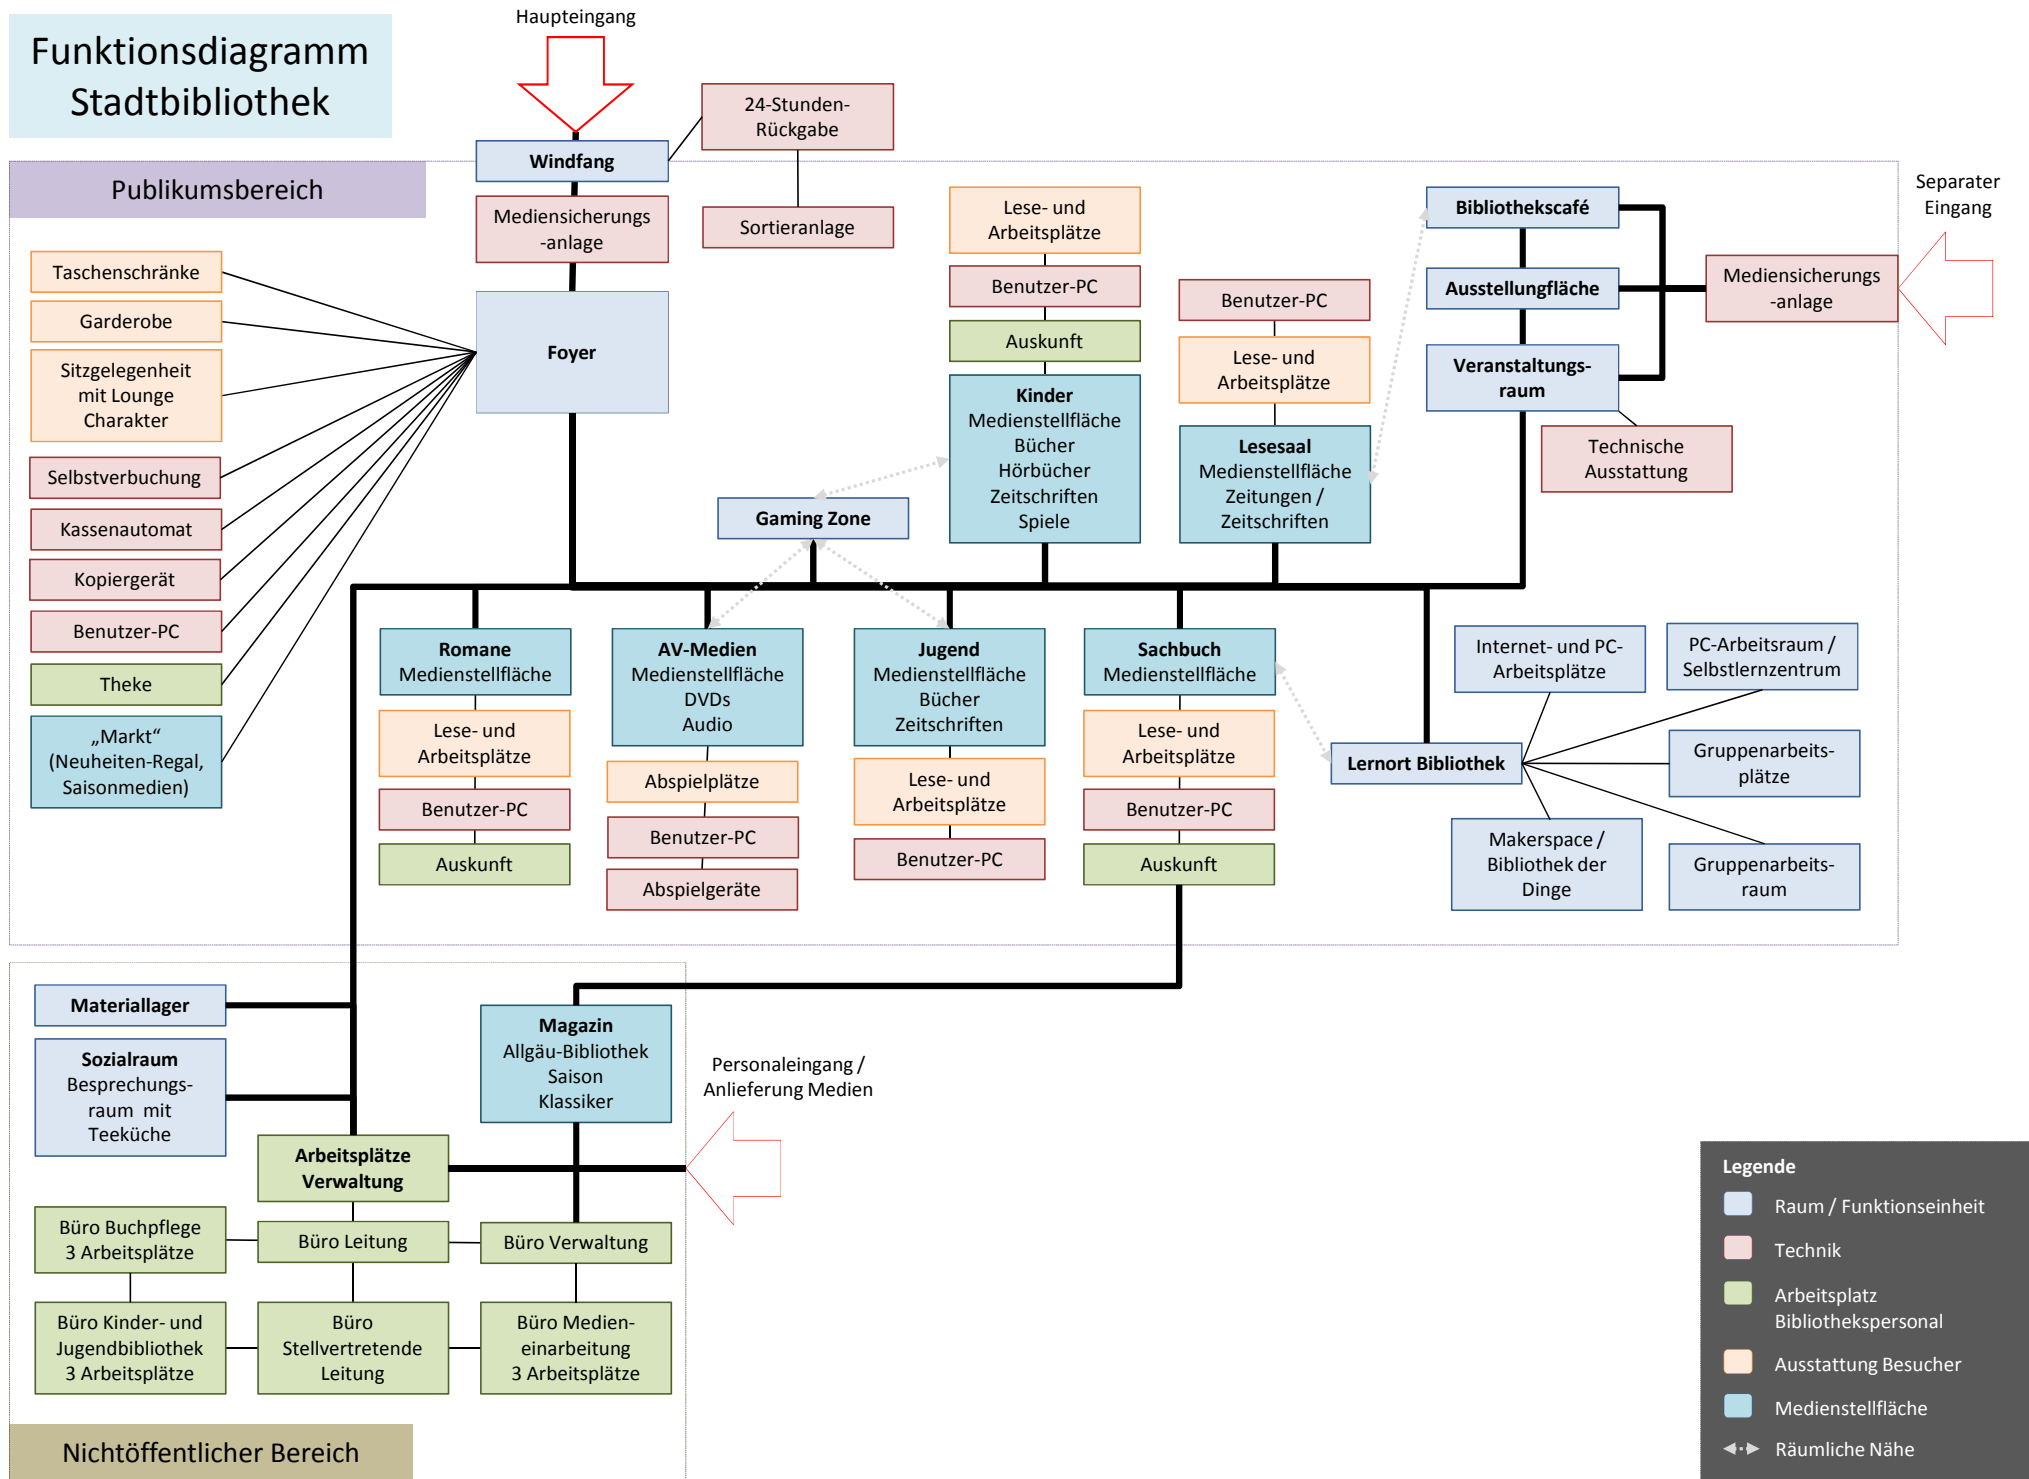 Funktionsdiagramm
Stadtbibliothek
Haupteingang
24-Stunden-
Rückgabe
Windfang
Publikumsbereich
Mediensicherungs
-anlage
Sortieranlage
Lese- und
Arbeitsplätze
Benutzer-PC
Auskunft
Kinder
Medienstellfläche
Bücher
Hörbücher
Zeitschriften
Spiele
Benutzer-PC
Lese- und
Arbeitsplätze
Lesesaal
Medienstellfläche
Zeitungen /
Zeitschriften
Bibliothekscafé
Ausstellungfläche
Veranstaltungs-
raum
Technische
Ausstattung
Separater
Eingang
Mediensicherungs
-anlage
Taschenschränke
Garderobe
Sitzgelegenheit
mit Lounge
Charakter
Selbstverbuchung
Kassenautomat
Kopiergerät
Benutzer-PC
Theke
„Markt“
(Neuheiten-Regal,
Saisonmedien)
Foyer
Gaming Zone
Romane
Medienstellfläche
Lese- und
Arbeitsplätze
Benutzer-PC
Auskunft
AV-Medien
Medienstellfläche
DVDs
Audio
Abspielplätze
Benutzer-PC
Abspielgeräte
Jugend
Medienstellfläche
Bücher
Zeitschriften
Lese- und
Arbeitsplätze
Benutzer-PC
Sachbuch
Medienstellfläche
Lese- und
Arbeitsplätze
Benutzer-PC
Auskunft
Internet- und PC-
Arbeitsplätze
PC-Arbeitsraum /
Selbstlernzentrum
Lernort Bibliothek
Gruppenarbeits-
plätze
Makerspace /
Bibliothek der
Dinge
Gruppenarbeits-
raum
Materiallager
Sozialraum
Besprechungs-
raum mit
Teeküche
Magazin
Allgäu-Bibliothek
Saison
Klassiker
Personaleingang /
Anlieferung Medien
Arbeitsplätze
Verwaltung
Büro Buchpflege
3 Arbeitsplätze
Büro Leitung
Büro Verwaltung
Büro Kinder- und
Jugendbibliothek
3 Arbeitsplätze
Büro
Stellvertretende
Leitung
Büro Medien-
einarbeitung
3 Arbeitsplätze
Nichtöffentlicher Bereich
Legende
Raum / Funktionseinheit
Technik
Arbeitsplatz
Bibliothekspersonal
Ausstattung Besucher
Medienstellfläche
Räumliche Nähe